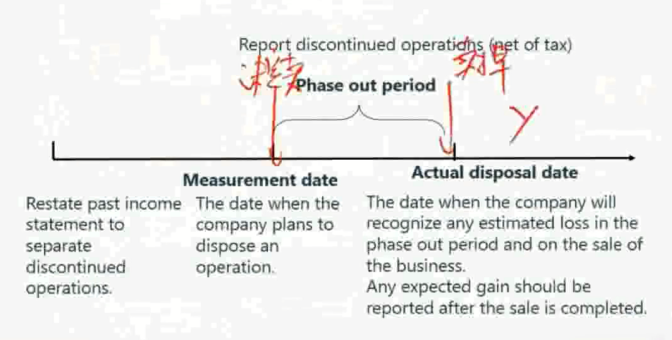 Report discontinued operations (net of tax)
Phase out period
Y
Measurement date
Actual disposal date
Restate past income
statement to
separate
discontinued
operations.
The date when the
company plans to
dispose an
operation.
The date when the company will
recognize any estimated loss in the
phase out period and on the sale of
the business.
Any expected gain should be
reported after the sale is completed.